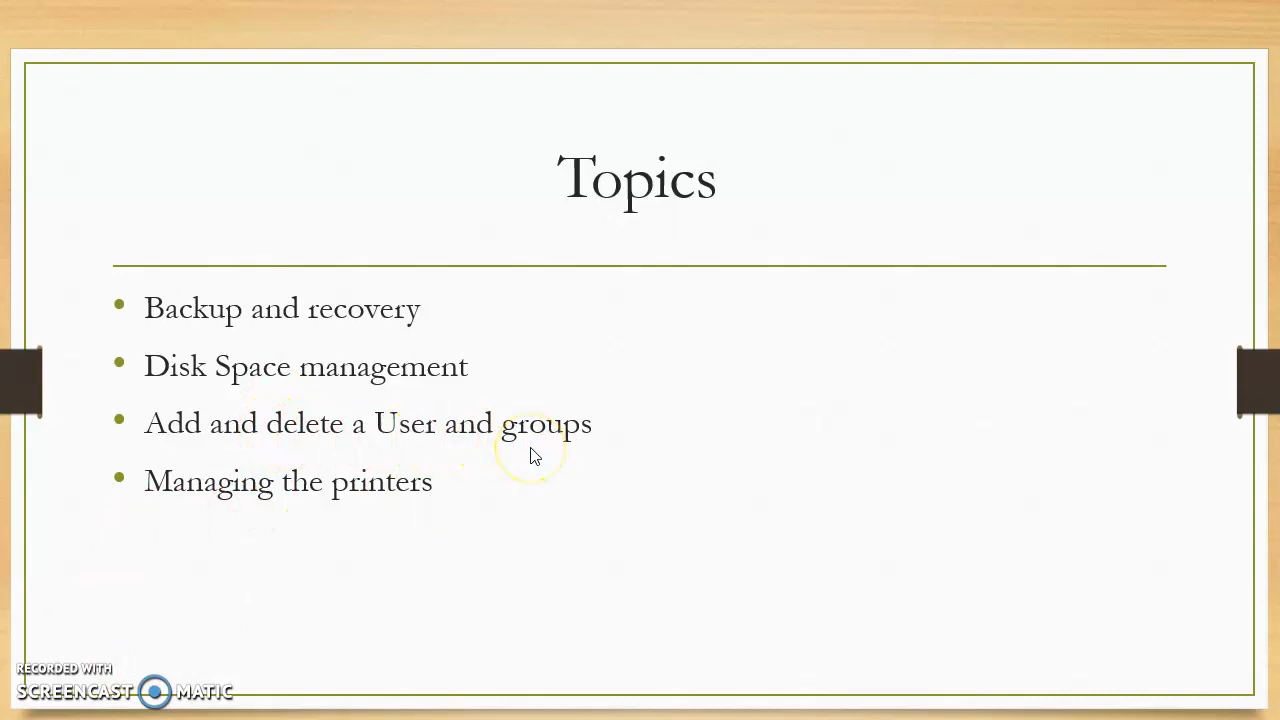 Topics
Backup and recovery
Disk Space management
Add and delete a User and groups
Managing the printers
RECORDED WITH
SCREENCAST MATIC